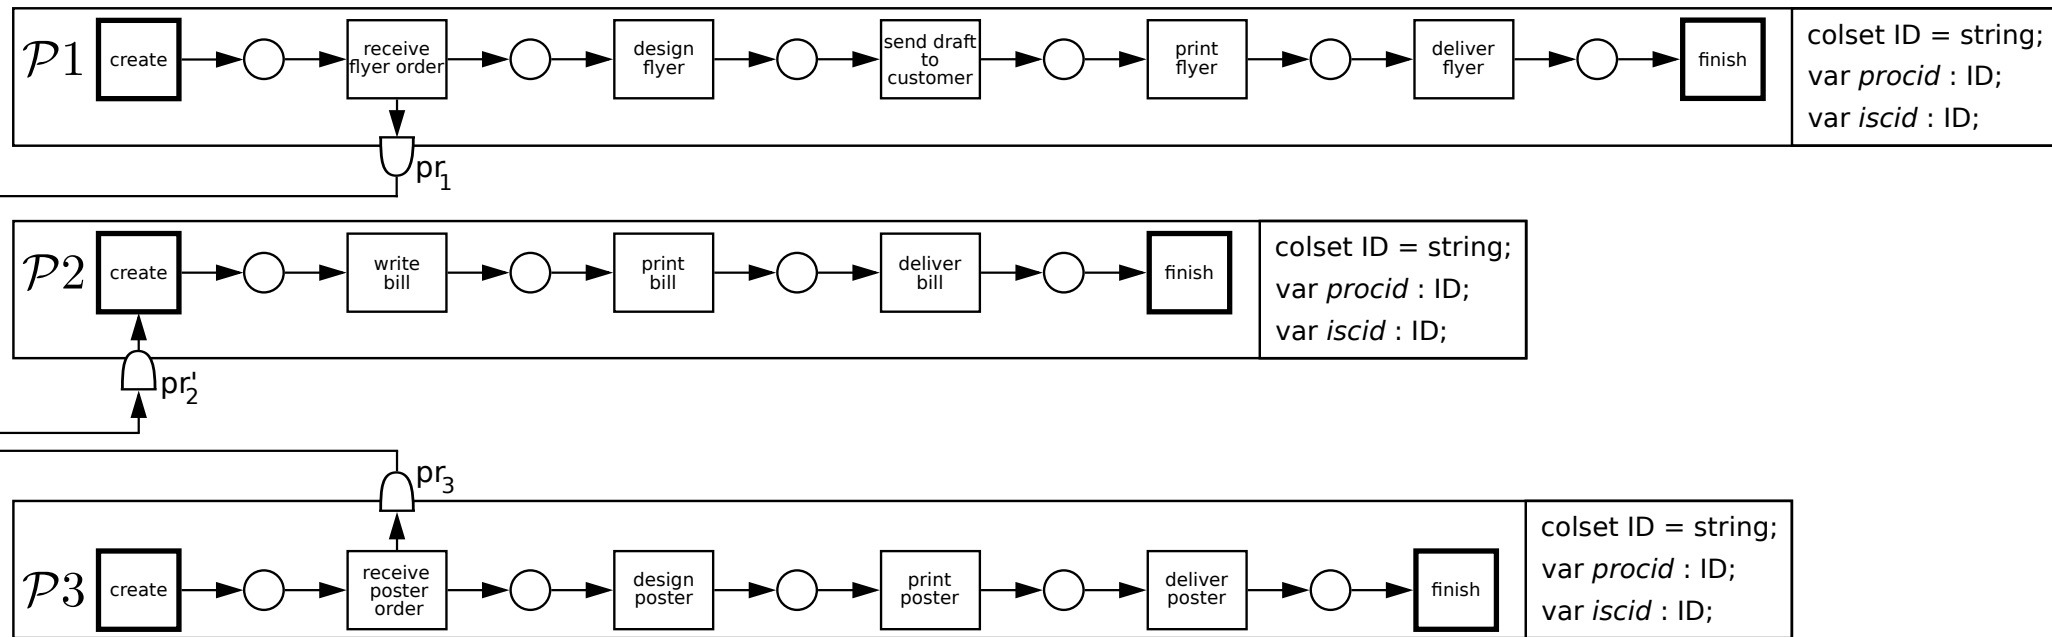 P1
create
receive
flyer order
design
flyer
send draft
to
customer
print
flyer
deliver
flyer
finish
colset ID = string;
var procid : ID;
var iscid : ID;
pr1
P2
create
write
bill
print
bill
deliver
bill
finish
colset ID = string;
var procid : ID;
var iscid : ID;
pr2'
pr3
P3
create
receive
poster
order
design
poster
print
poster
deliver
poster
finish
colset ID = string;
var procid : ID;
var iscid : ID;